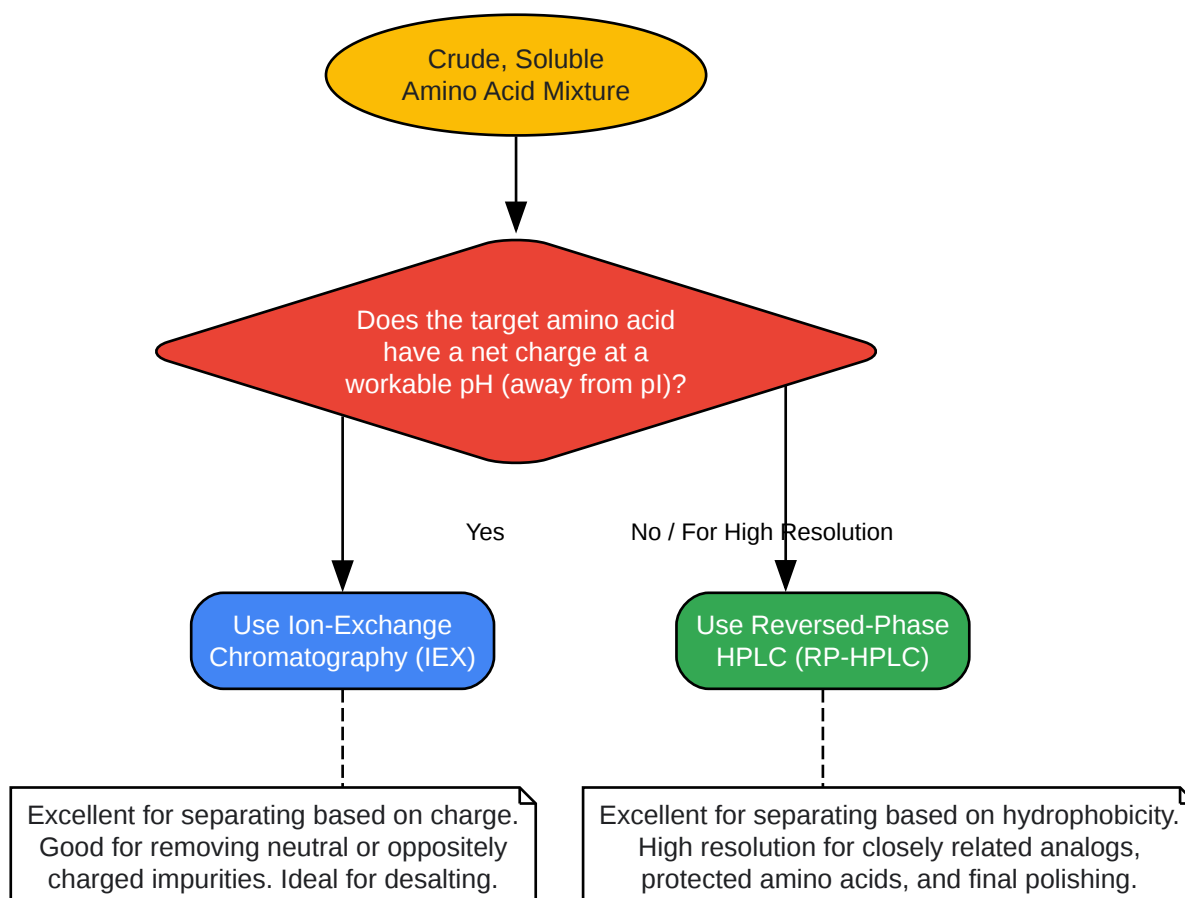 Crude, Soluble
Amino Acid Mixture
Does the target amino acid
have a net charge at a
workable pH (away from pI)?
Yes
No / For High Resolution
Use Ion-Exchange
Chromatography (IEX)
Use Reversed-Phase
HPLC (RP-HPLC)
Excellent for separating based on charge.
Good for removing neutral or oppositely
charged impurities. Ideal for desalting.
Excellent for separating based on hydrophobicity.
High resolution for closely related analogs,
protected amino acids, and final polishing.